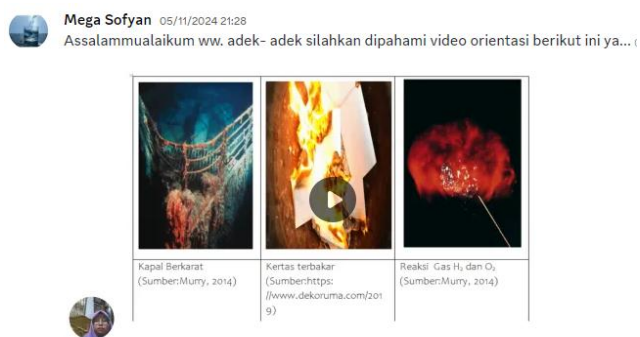 Mega Sofyan 05/11/2024 21:28
Assalammualaikum ww. adek- adek silahkan dipahami video orientasi berikut ini ya...
Kapal Berkarat
(Sumber:Murry, 2014)
Kertas terbakar
(Sumber:https:
//www.dekoruma.com/201
9)
Reaksi Gas H₂ dan O₂
(Sumber:Murry, 2014)